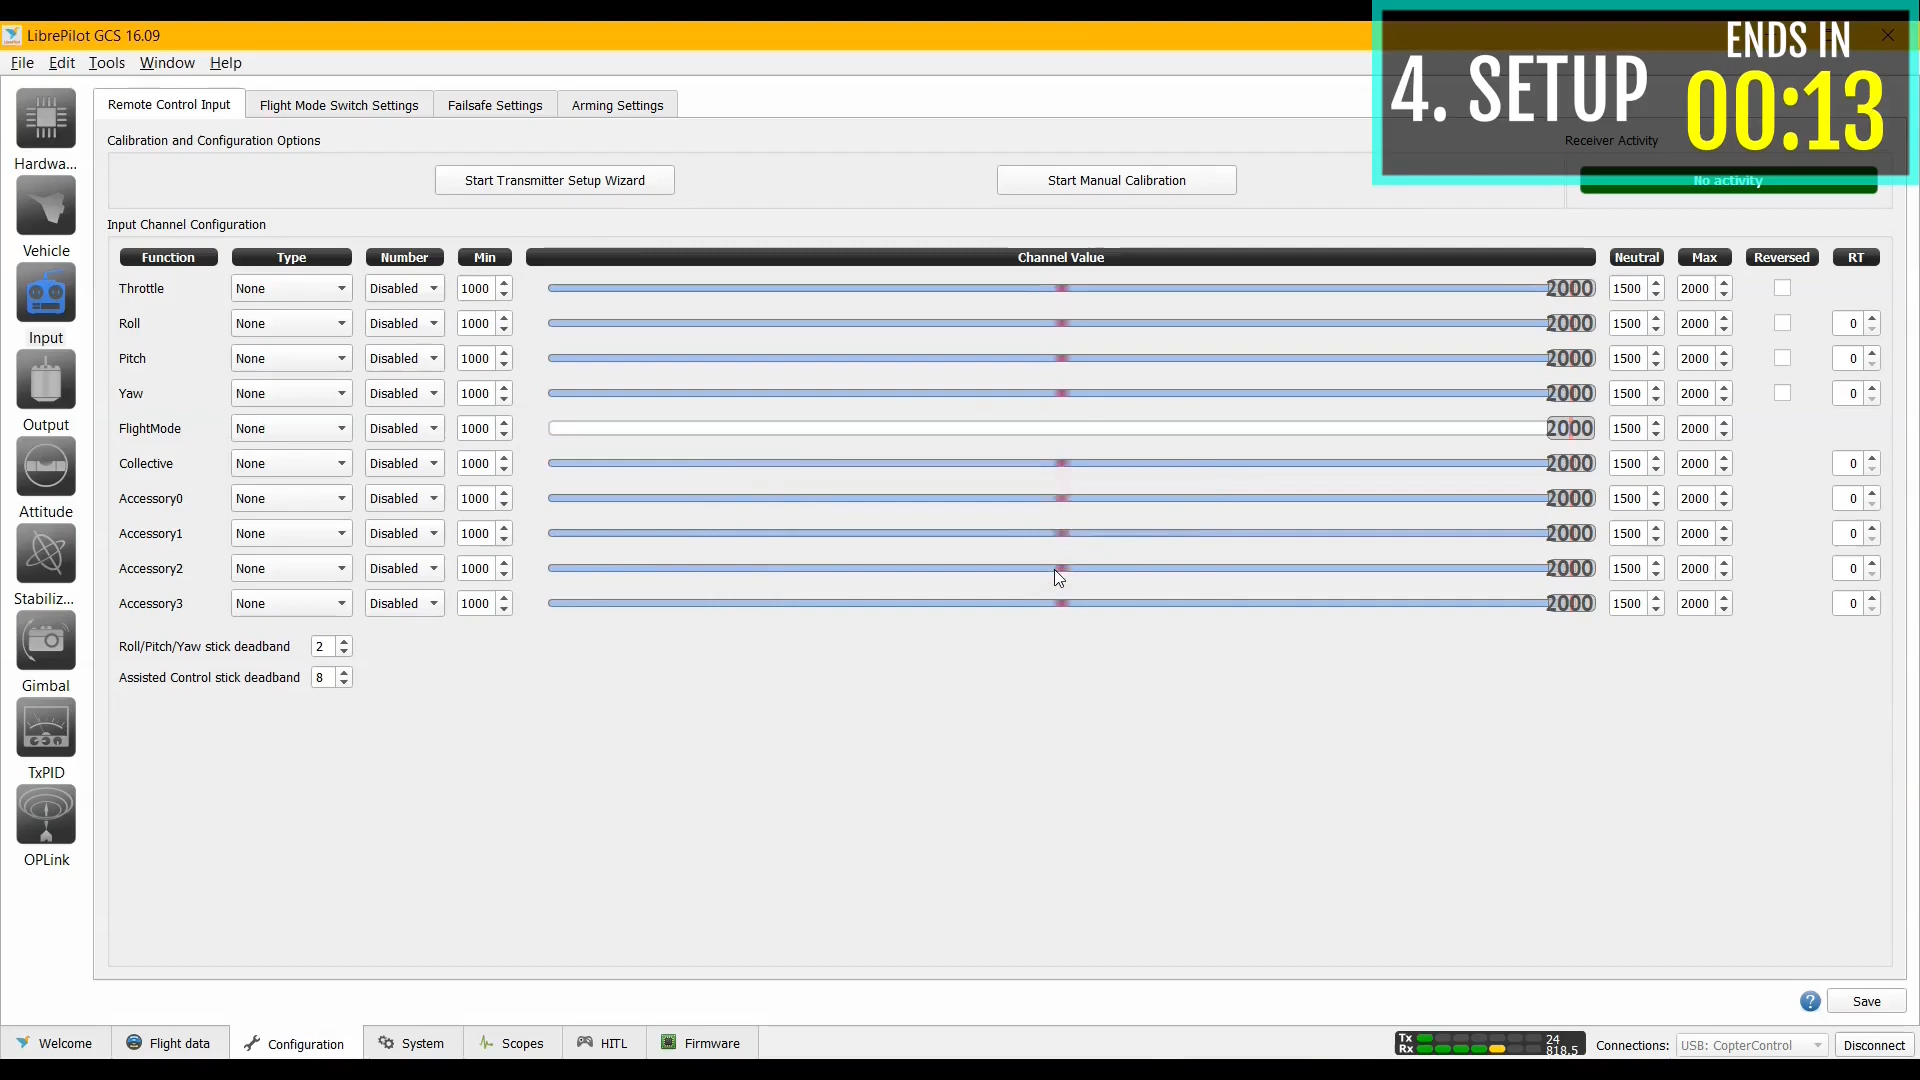 LibrePilot GCS 16.09
File Edit Tools Window Help
4. SETUP
ENDS IN
00:13
Remote Control Input Flight Mode Switch Settings Failsafe Settings Arming Settings
Calibration and Configuration Options
Receiver Activity
Start Transmitter Setup Wizard Start Manual Calibration No activity
Input Channel Configuration
Function Type Number Min Channel Value Neutral Max Reversed RT
Throttle None Disabled 1000 2000 1500 2000
Roll None Disabled 1000 2000 1500 2000 0
Pitch None Disabled 1000 2000 1500 2000 0
Yaw None Disabled 1000 2000 1500 2000 0
FlightMode None Disabled 1000 2000 1500 2000
Collective None Disabled 1000 2000 1500 2000 0
Accessory0 None Disabled 1000 2000 1500 2000 0
Accessory1 None Disabled 1000 2000 1500 2000 0
Accessory2 None Disabled 1000 2000 1500 2000 0
Accessory3 None Disabled 1000 2000 1500 2000 0
Roll/Pitch/Yaw stick deadband 2
Assisted Control stick deadband 8
Hardwa...
Vehicle
Input
Output
Attitude
Stabiliz...
Gimbal
TxPID
OPLink
? Save
Welcome Flight data Configuration System Scopes HITL Firmware
Tx 24
Rx 818.5
Connections: USB: CopterControl Disconnect